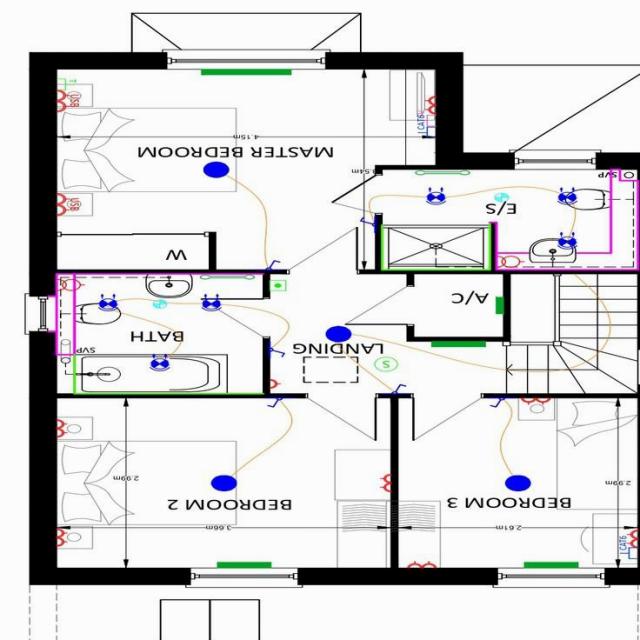 MASTER BEDROOM
4.15m
3.54m
CAT6
SVP
E/S
W
A/C
BATH
SVP
LANDING
S
BEDROOM 2
2.99m
3.66m
BEDROOM 3
2.99m
2.61m
CAT6